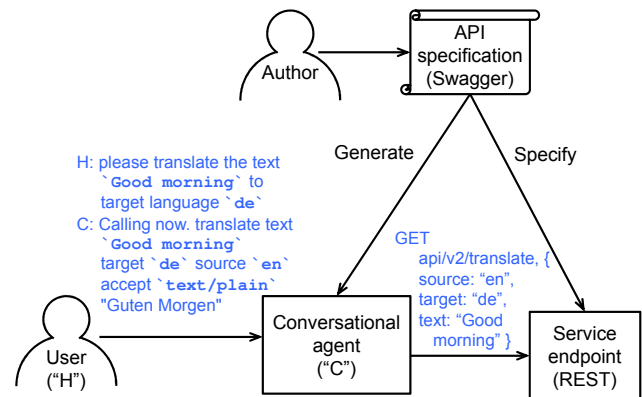 Author
API
specification
(Swagger)
Generate
Specify
H: please translate the text
`Good morning` to
target language `de`
C: Calling now. translate text
`Good morning`
target `de` source `en`
accept `text/plain`
"Guten Morgen"
GET
api/v2/translate, {
source: “en”,
target: “de”,
text: “Good
morning” }
User
(“H”)
Conversational
agent
(“C”)
Service
endpoint
(REST)